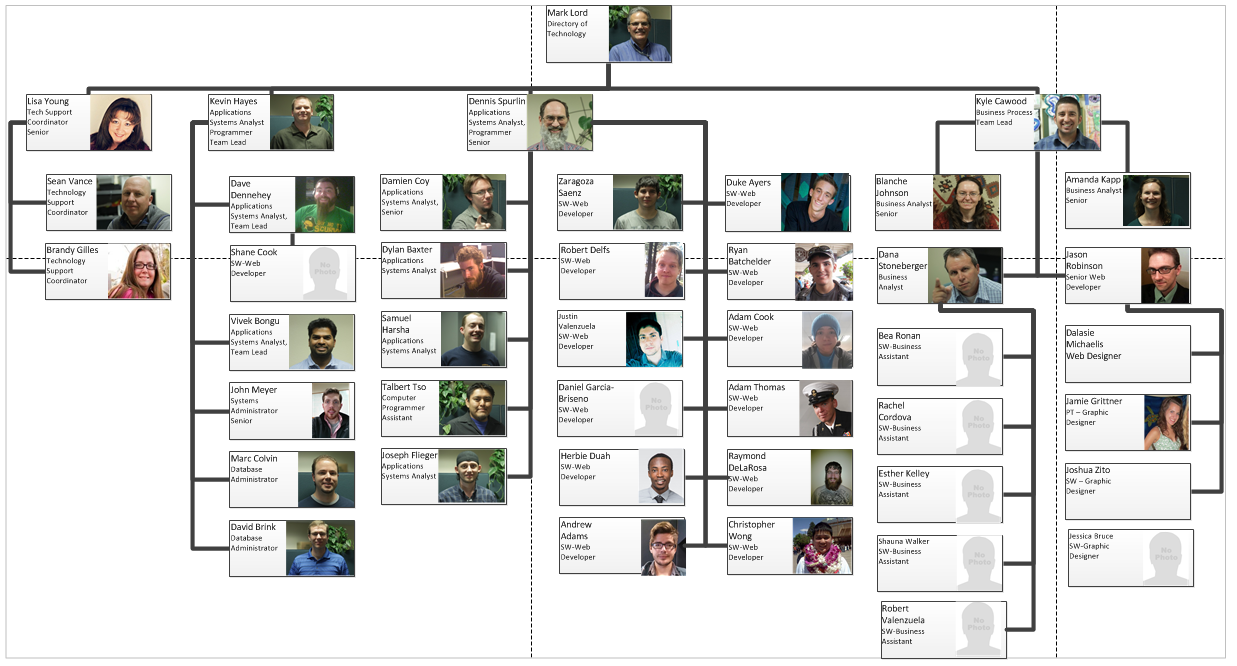 Mark Lord
Directory of
Technology
Lisa Young
Tech Support
Coordinator
Senior
Kevin Hayes
Applications
Systems Analyst
Programmer
Team Lead
Dennis Spurlin
Applications
Systems Analyst,
Programmer
Senior
Kyle Cawood
Business Process
Team Lead
Sean Vance
Technology
Support
Coordinator
Brandy Gilles
Technology
Support
Coordinator
Dave
Dennehey
Applications
Systems Analyst,
Team Lead
Shane Cook
SW-Web
Developer
No
Photo
Vivek Bongu
Applications
Systems Analyst,
Team Lead
John Meyer
Systems
Administrator
Senior
Marc Colvin
Database
Administrator
David Brink
Database
Administrator
Damien Coy
Applications
Systems Analyst,
Senior
Dylan Baxter
Applications
Systems Analyst
Samuel
Harsha
Applications
Systems Analyst
Talbert Tso
Computer
Programmer
Assistant
Joseph Flieger
Applications
Systems Analyst
Zaragoza
Saenz
SW-Web
Developer
Robert Delfs
SW-Web
Developer
Justin
Valenzuela
SW-Web
Developer
Daniel Garcia-
Briseno
SW-Web
Developer
No
Photo
Herbie Duah
SW-Web
Developer
Andrew
Adams
SW-Web
Developer
Duke Ayers
SW-Web
Developer
Ryan
Batchelder
SW-Web
Developer
Adam Cook
SW-Web
Developer
Adam Thomas
SW-Web
Developer
Raymond
DeLaRosa
SW-Web
Developer
Christopher
Wong
SW-Web
Developer
Blanche
Johnson
Business Analyst
Senior
Dana
Stoneberger
Business
Analyst
Bea Ronan
SW-Business
Assistant
No
Photo
Rachel
Cordova
SW-Business
Assistant
No
Photo
Esther Kelley
SW-Business
Assistant
No
Photo
Shauna Walker
SW-Business
Assistant
No
Photo
Robert
Valenzuela
SW-Business
Assistant
No
Photo
Amanda Kapp
Business Analyst
Senior
Jason
Robinson
Senior Web
Developer
Dalasie
Michaelis
Web Designer
Jamie Grittner
PT – Graphic
Designer
Joshua Zito
SW – Graphic
Designer
Jessica Bruce
SW-Graphic
Designer
No
Photo